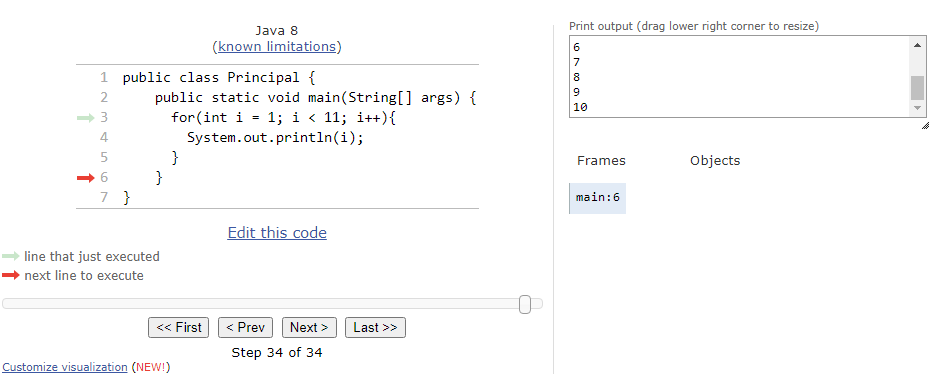 Java 8
(known limitations)
1 public class Principal {
2 public static void main(String[] args) {
3 for(int i = 1; i < 11; i++){
4 System.out.println(i);
5 }
6 }
7 }
Edit this code
line that just executed
next line to execute
<< First < Prev Next > Last >>
Step 34 of 34
Customize visualization (NEW!)
Print output (drag lower right corner to resize)
6
7
8
9
10
Frames Objects
main:6